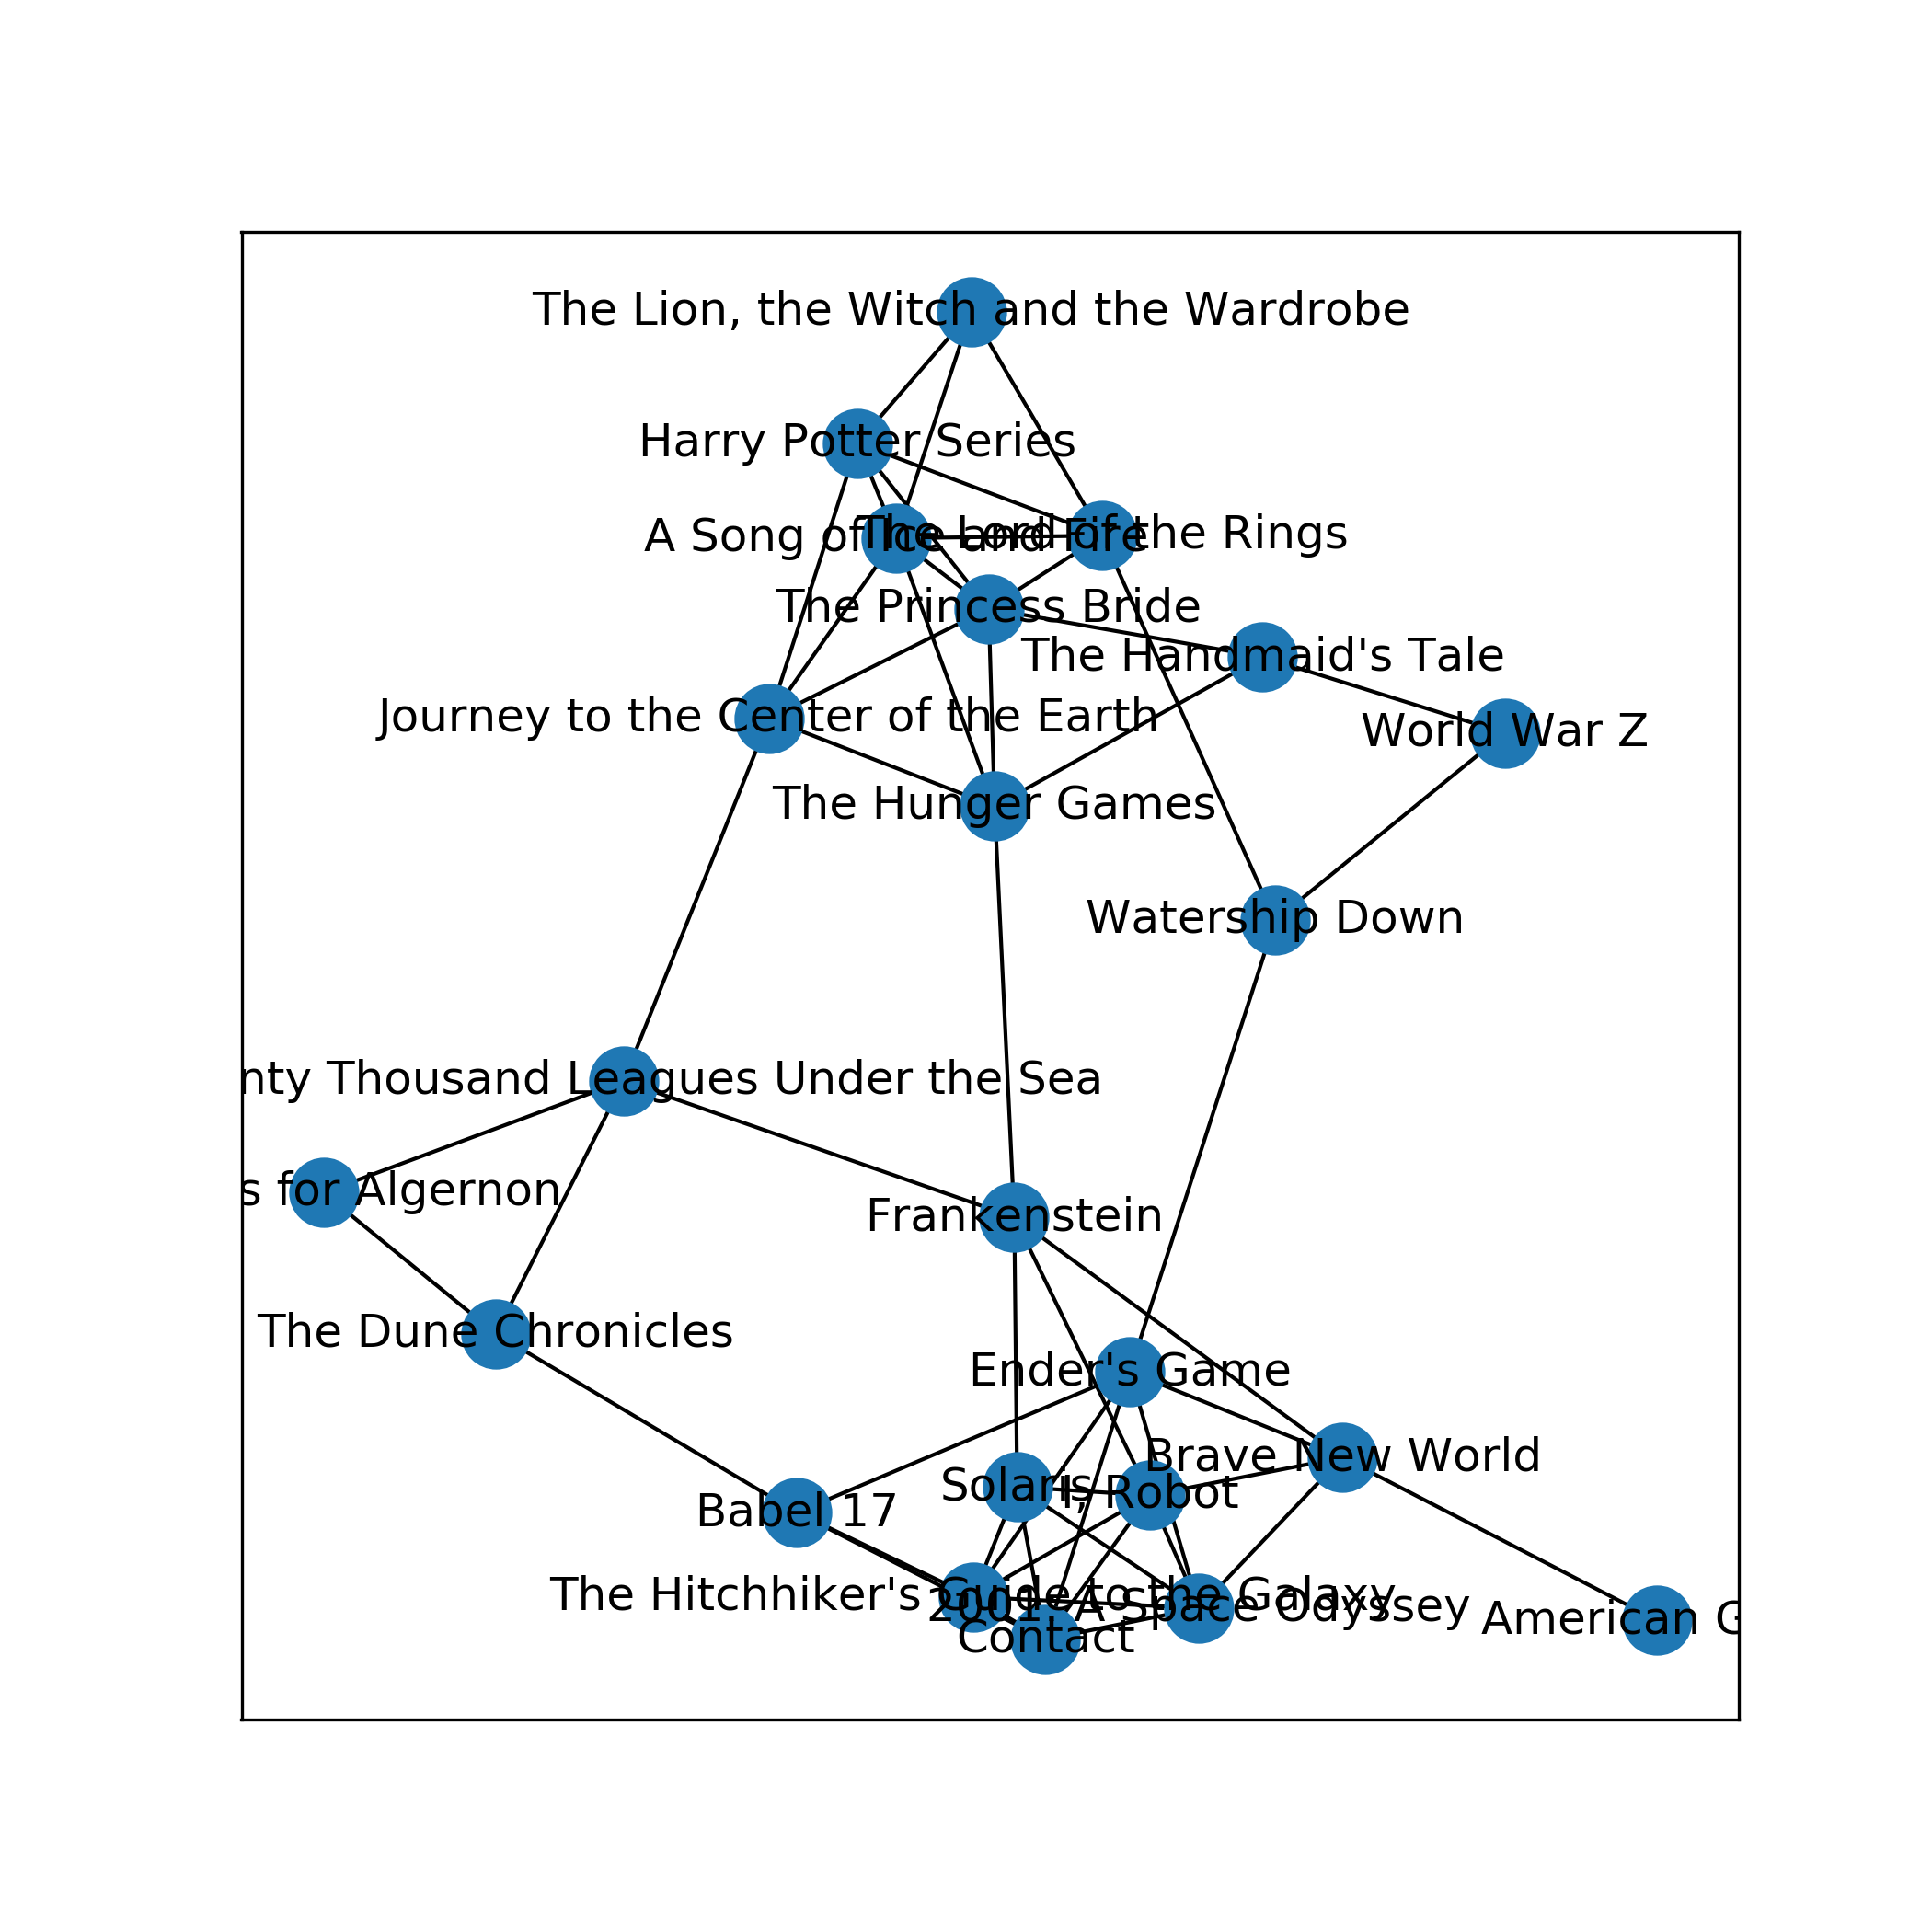 The Lion, the Witch and the Wardrobe
Harry Potter Series
A Song of Ice and Fire
The Lord of the Rings
The Princess Bride
The Handmaid's Tale
Journey to the Center of the Earth
World War Z
The Hunger Games
Watership Down
nty Thousand Leagues Under the Sea
s for Algernon
Frankenstein
The Dune Chronicles
Ender's Game
Brave New World
Solaris
I, Robot
Babel 17
The Hitchhiker's Guide to the Galaxy
2001: A Space Odyssey
American G
Contact